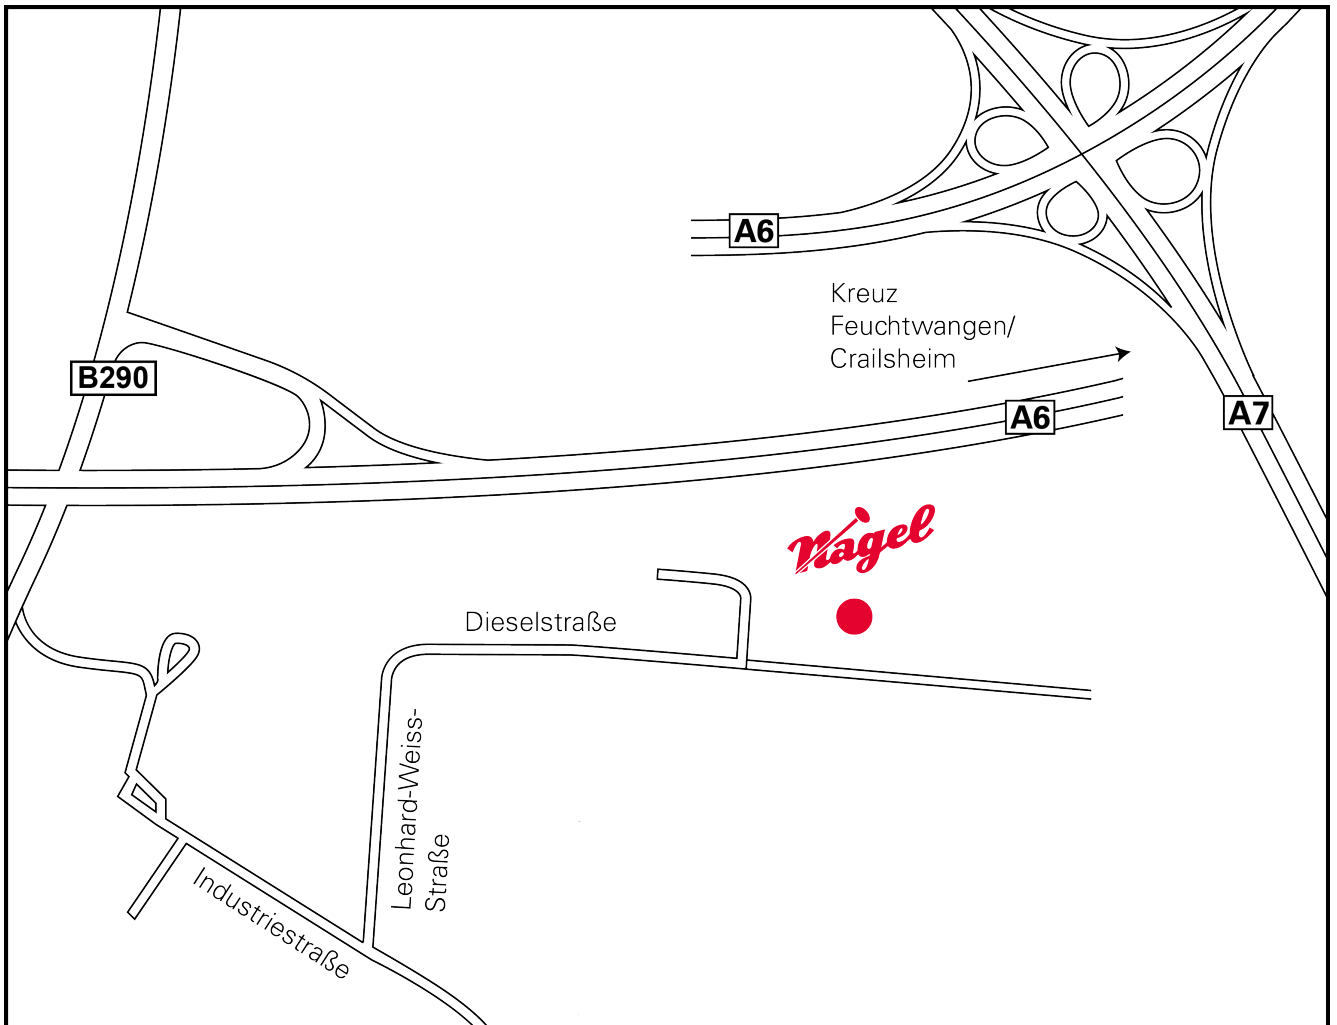 A6
Kreuz
Feuchtwangen/
Crailsheim
B290
A6
A7
Nagel
Dieselstraße
Leonhard-Weiss-
Straße
Industriestraße